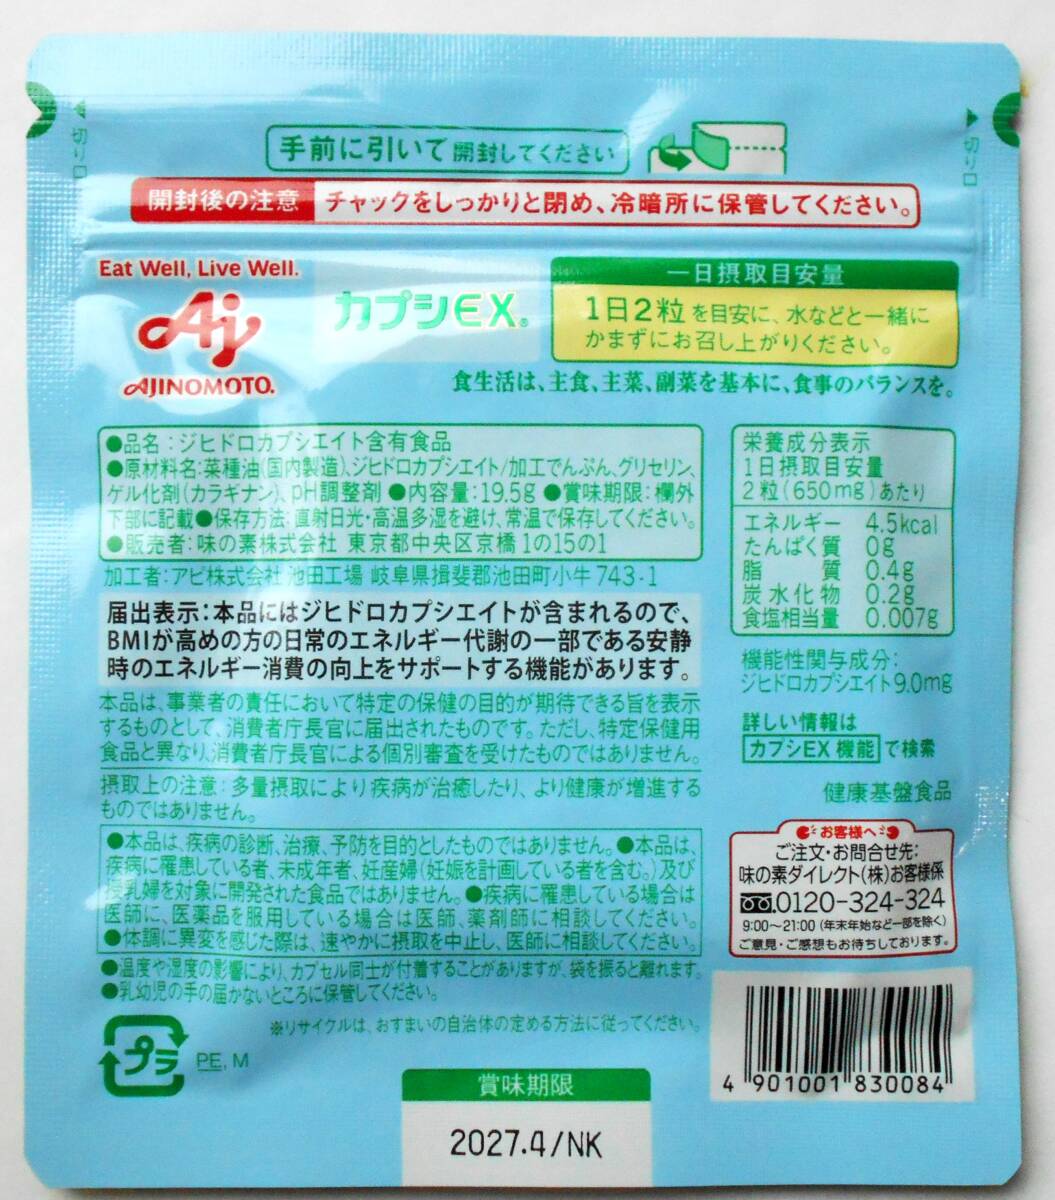 手前に引いて開封してください
切り口
切り口
開封後の注意 チャックをしっかりと閉め、冷暗所に保管してください。
Eat Well, Live Well.
Aj
AJINOMOTO.
カプシEX®
一日摂取目安量
1日2粒を目安に、水などと一緒に
かまずにお召し上がりください。
食生活は、主食、主菜、副菜を基本に、食事のバランスを。
●品名：ジヒドロカプシエイト含有食品
●原材料名：菜種油(国内製造)、ジヒドロカプシエイト/加工でんぷん、グリセリン、
ゲル化剤(カラギナン)、pH調整剤 ●内容量：19.5g ●賞味期限：欄外
下部に記載●保存方法：直射日光・高温多湿を避け、常温で保存してください。
●販売者：味の素株式会社 東京都中央区京橋1の15の1
加工者：アピ株式会社 池田工場 岐阜県揖斐郡池田町小牛743-1
届出表示：本品にはジヒドロカプシエイトが含まれるので、
BMIが高めの方の日常のエネルギー代謝の一部である安静
時のエネルギー消費の向上をサポートする機能があります。
本品は、事業者の責任において特定の保健の目的が期待できる旨を表示
するものとして、消費者庁長官に届出されたものです。ただし、特定保健用
食品と異なり、消費者庁長官による個別審査を受けたものではありません。
摂取上の注意：多量摂取により疾病が治癒したり、より健康が増進する
ものではありません。
●本品は、疾病の診断、治療、予防を目的としたものではありません。●本品は、
疾病に罹患している者、未成年者、妊産婦(妊娠を計画している者を含む。)及び
授乳婦を対象に開発された食品ではありません。●疾病に罹患している場合は
医師に、医薬品を服用している場合は医師、薬剤師に相談してください。
●体調に異変を感じた際は、速やかに摂取を中止し、医師に相談してください。
●温度や湿度の影響により、カプセル同士が付着することがありますが、袋を振ると離れます。
●乳幼児の手の届かないところに保管してください。
※リサイクルは、おすまいの自治体の定める方法に従ってください。
プラ
PE, M
栄養成分表示
1日摂取目安量
2粒(650mg)あたり
エネルギー 4.5kcal
たんぱく質 0g
脂質 0.4g
炭水化物 0.2g
食塩相当量 0.007g
機能性関与成分：
ジヒドロカプシエイト9.0mg
詳しい情報は
カプシEX 機能 で検索
健康基盤食品
お客様へ
ご注文・お問合せ先：
味の素ダイレクト(株)お客様係
0120-324-324
9:00～21:00(年末年始など一部を除く)
ご意見・ご感想もお待ちしております。
4 901001 830084
賞味期限
2027.4/NK